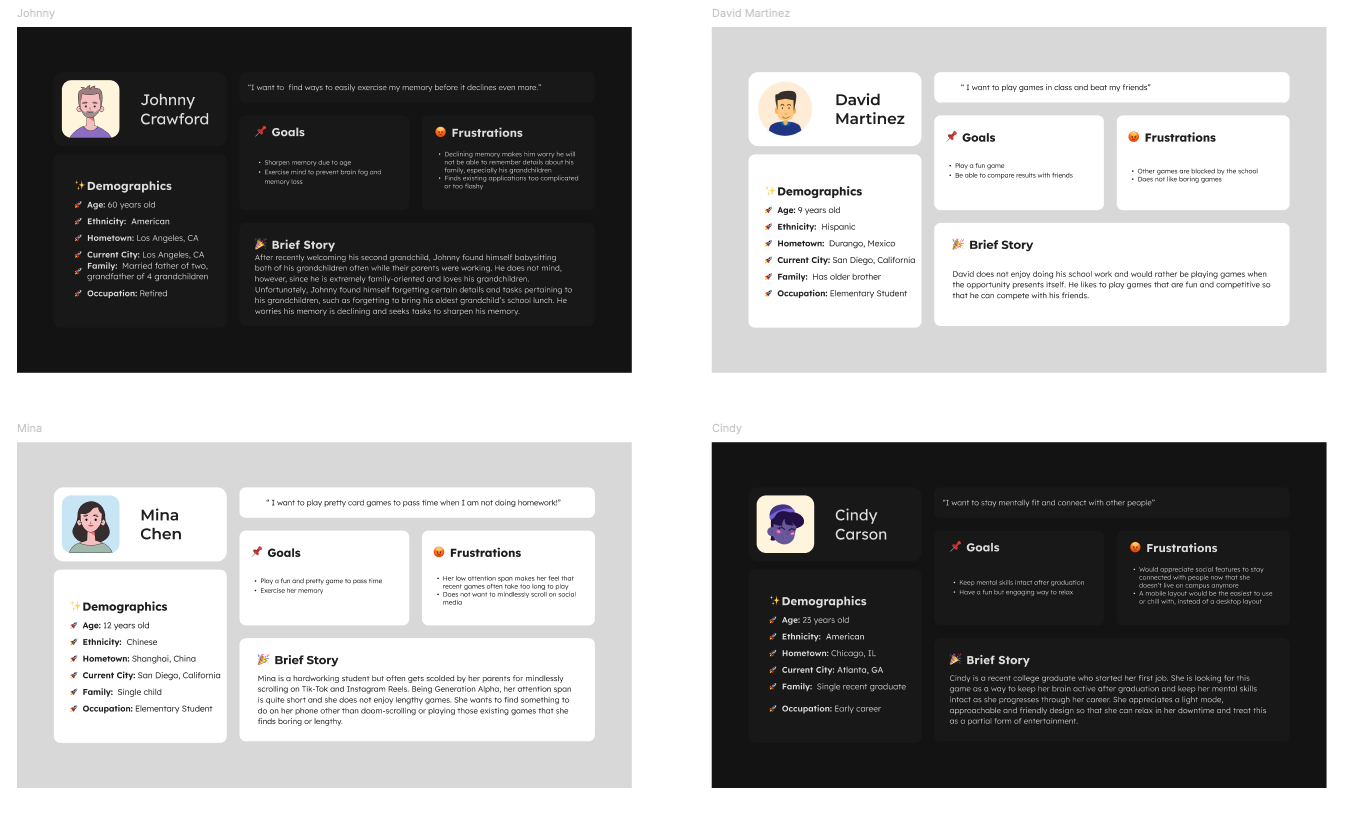 Johnny
Johnny
Crawford
"I want to find ways to easily exercise my memory before it declines even more."
Goals
• Sharpen memory due to age
• Exercise mind to prevent brain fog and
memory loss
Frustrations
• Declining memory makes him worry he will
not be able to remember details about his
family, especially his grandchildren
• Finds existing applications too complicated
or too flashy
Demographics
Age: 60 years old
Ethnicity: American
Hometown: Los Angeles, CA
Current City: Los Angeles, CA
Family: Married father of two,
grandfather of 4 grandchildren
Occupation: Retired
Brief Story
After recently welcoming his second grandchild, Johnny found himself babysitting
both of his grandchildren often while their parents were working. He does not mind,
however, since he is extremely family-oriented and loves his grandchildren.
Unfortunately, Johnny found himself forgetting certain details and tasks pertaining to
his grandchildren, such as forgetting to bring his oldest grandchild's school lunch. He
worries his memory is declining and seeks tasks to sharpen his memory.
David Martinez
David
Martinez
" I want to play games in class and beat my friends"
Goals
• Play a fun game
• Be able to compare results with friends
Frustrations
• Other games are blocked by the school
• Does not like boring games
Demographics
Age: 9 years old
Ethnicity: Hispanic
Hometown: Durango, Mexico
Current City: San Diego, California
Family: Has older brother
Occupation: Elementary Student
Brief Story
David does not enjoy doing his school work and would rather be playing games when
the opportunity presents itself. He likes to play games that are fun and competitive so
that he can compete with his friends.
Mina
Mina
Chen
" I want to play pretty card games to pass time when I am not doing homework!"
Goals
• Play a fun and pretty game to pass time
• Exercise her memory
Frustrations
• Her low attention span makes her feel that
recent games often take too long to play
• Does not want to mindlessly scroll on social
media
Demographics
Age: 12 years old
Ethnicity: Chinese
Hometown: Shanghai, China
Current City: San Diego, California
Family: Single child
Occupation: Elementary Student
Brief Story
Mina is a hardworking student but often gets scolded by her parents for mindlessly
scrolling on Tik-Tok and Instagram Reels. Being Generation Alpha, her attention span
is quite short and she does not enjoy lengthy games. She wants to find something to
do on her phone other than doom-scrolling or playing those existing games that she
finds boring or lengthy.
Cindy
Cindy
Carson
"I want to stay mentally fit and connect with other people"
Goals
• Keep mental skills intact after graduation
• Have a fun but engaging way to relax
Frustrations
• Would appreciate social features to stay
connected with people now that she
doesn't live on campus anymore
• A mobile layout would be the easiest to use
or chill with, instead of a desktop layout
Demographics
Age: 23 years old
Ethnicity: American
Hometown: Chicago, IL
Current City: Atlanta, GA
Family: Single recent graduate
Occupation: Early career
Brief Story
Cindy is a recent college graduate who started her first job. She is looking for this
game as a way to keep her brain active after graduation and keep her mental skills
intact as she progresses through her career. She appreciates a light mode,
approachable and friendly design so that she can relax in her downtime and treat this
as a partial form of entertainment.